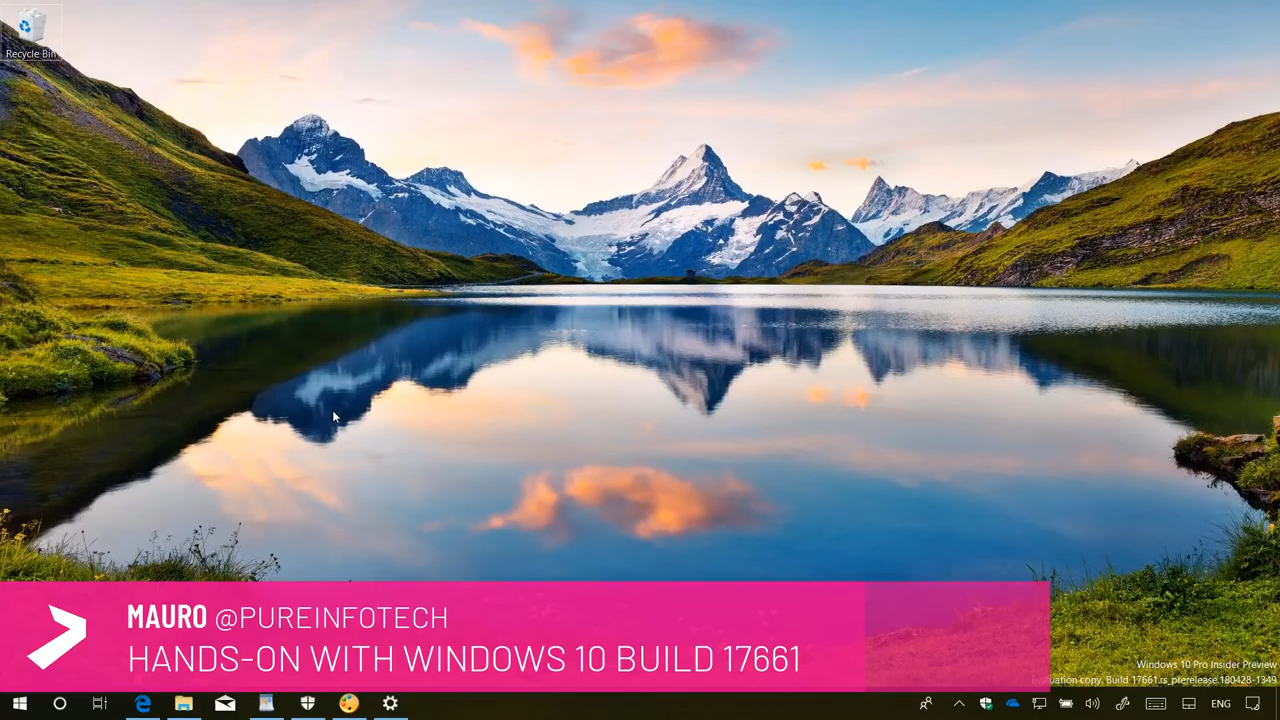 Recycle Bin
MAURO @PUREINFOTECH
HANDS-ON WITH WINDOWS 10 BUILD 17661
Windows 10 Pro Insider Preview
Evaluation copy. Build 17661.rs_prerelease.180428-1349
ENG